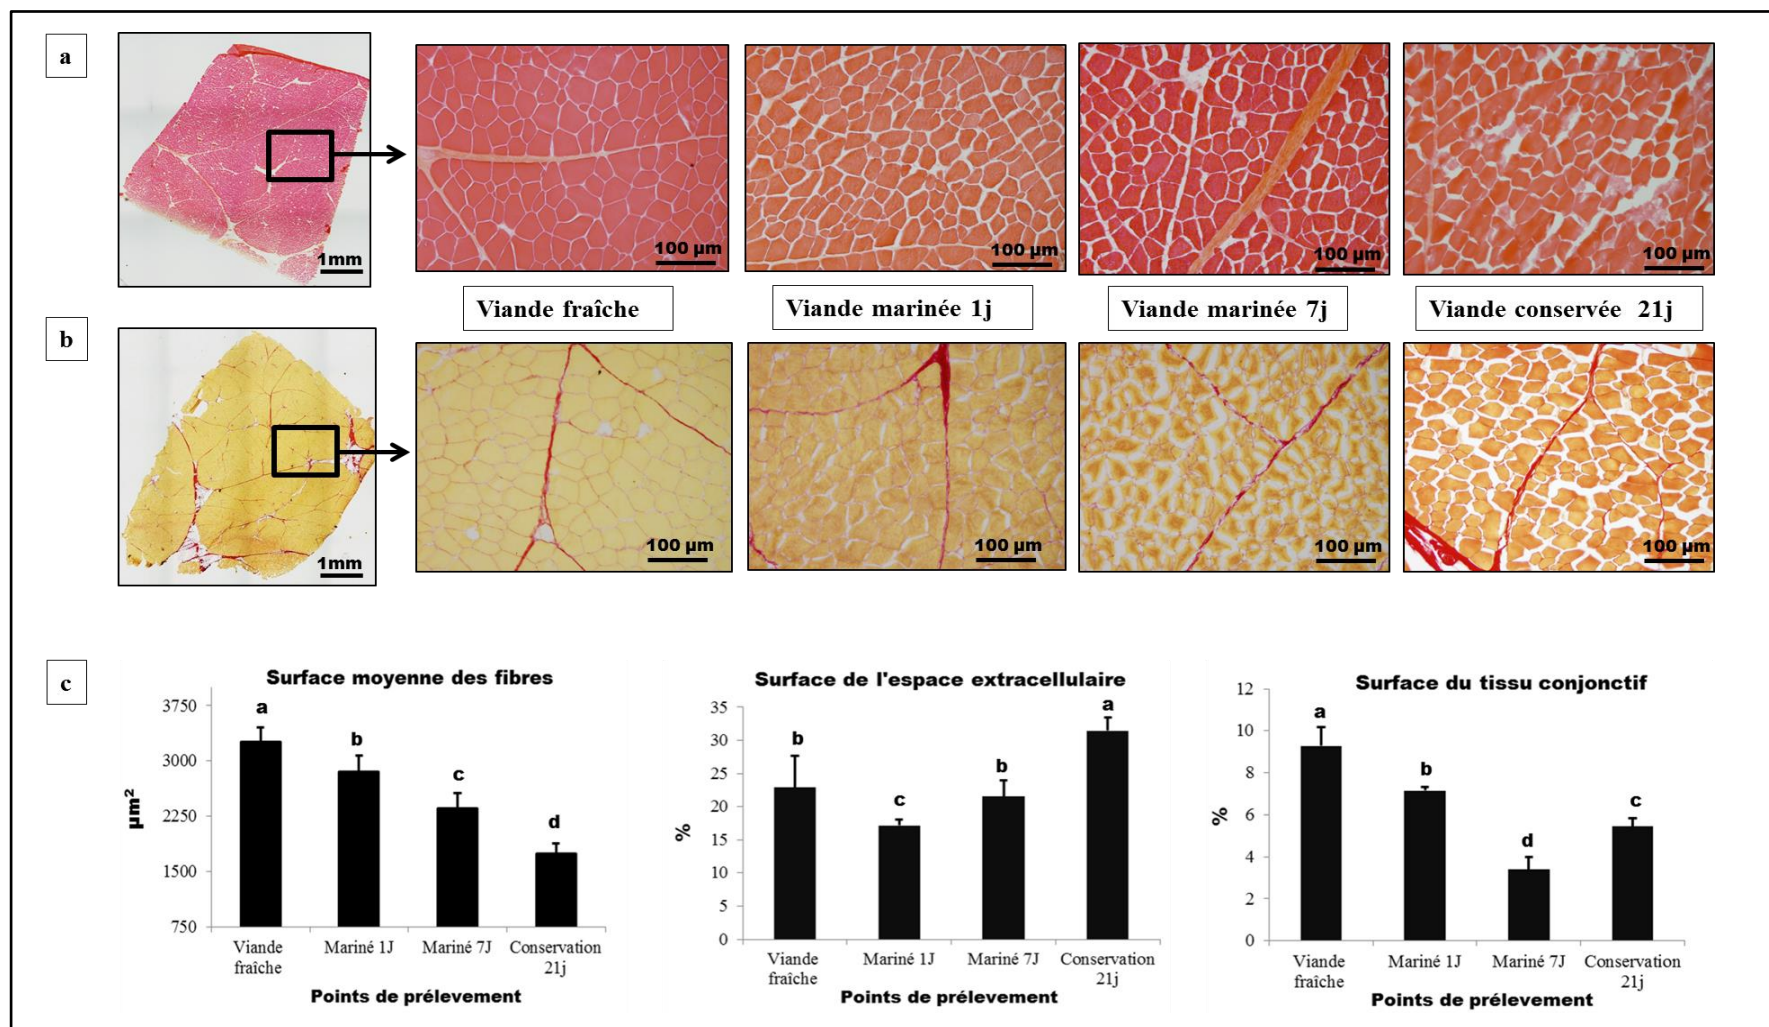 a
1mm
100 µm
100 µm
100 µm
100 µm
Viande fraîche
Viande marinée 1j
Viande marinée 7j
Viande conservée 21j
b
1mm
100 µm
100 µm
100 µm
100 µm
c
Surface moyenne des fibres
µm²
3750
3000
2250
1500
750
a
b
c
d
Viande
fraîche
Mariné 1J
Mariné 7J
Conservation
21j
Points de prélevement
Surface de l'espace extracellulaire
%
35
30
25
20
15
10
5
0
b
c
b
a
Viande
fraîche
Mariné 1J
Mariné 7J
Conservation
21j
Points de prélevement
Surface du tissu conjonctif
%
12
10
8
6
4
2
0
a
b
d
c
Viande
fraîche
Mariné 1J
Mariné 7J
Conservation
21j
Points de prélevement